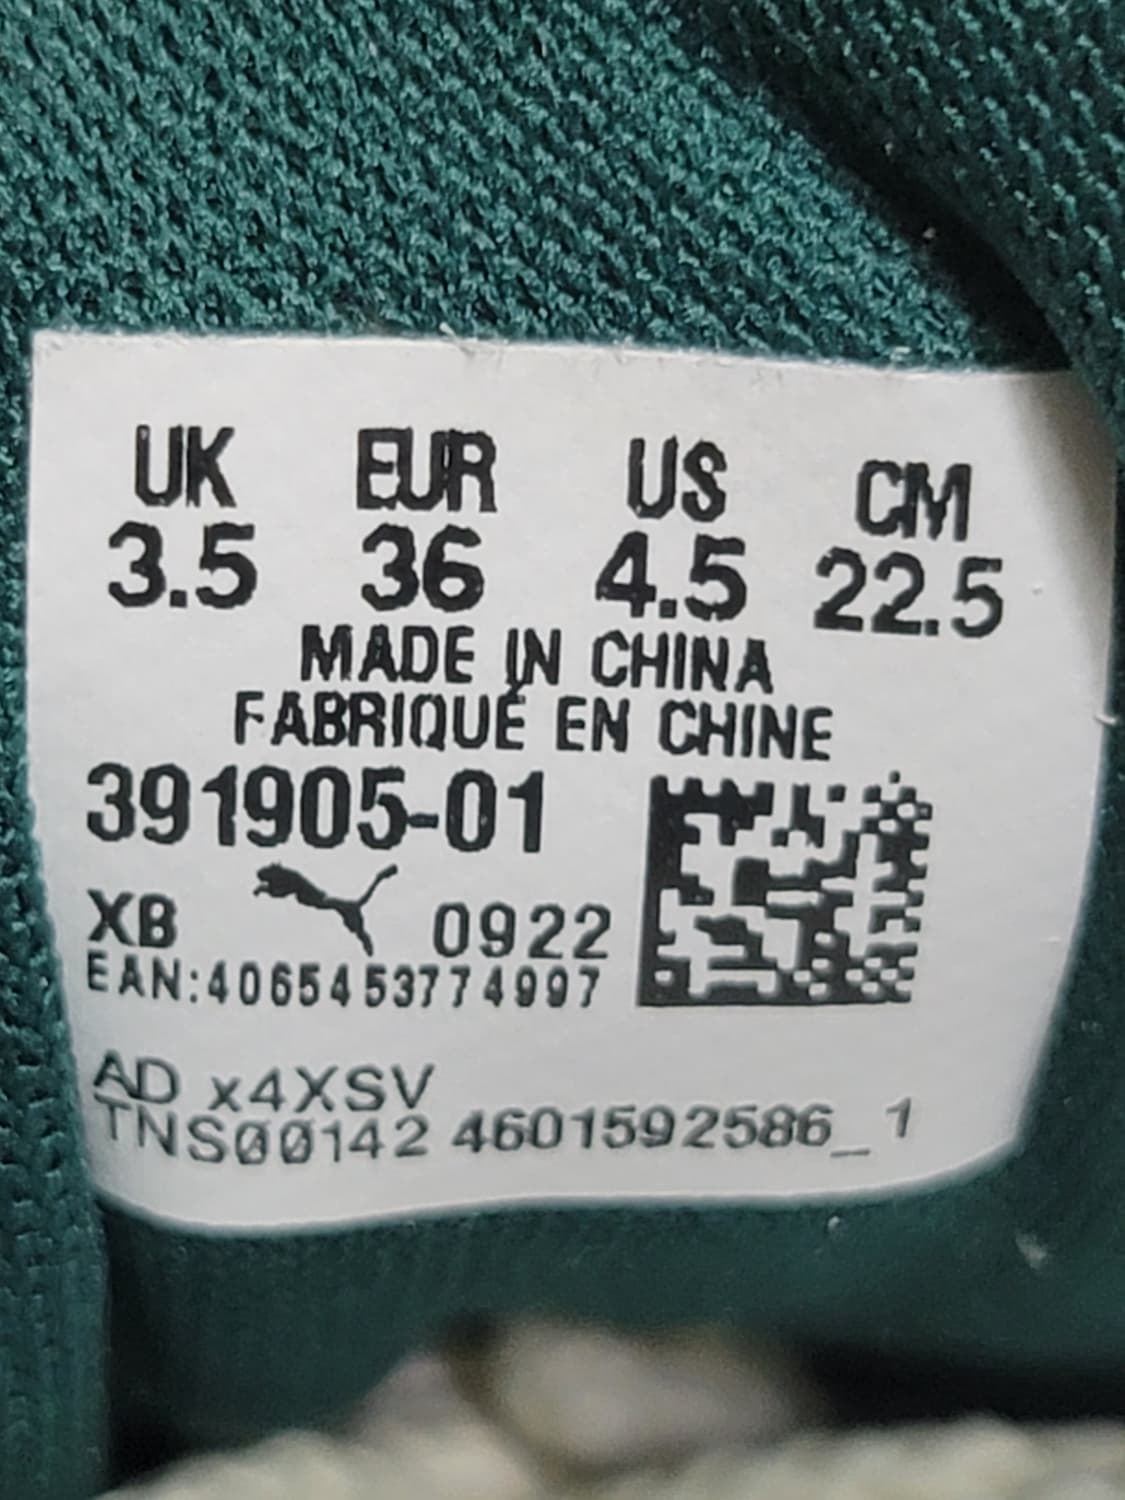 UK EUR US CM
3.5 36 4.5 22.5
MADE IN CHINA
FABRIQUÉ EN CHINE
391905-01
XB 0922
EAN:4065453774997
AD x4XSV
TNS00142 4601592586_1